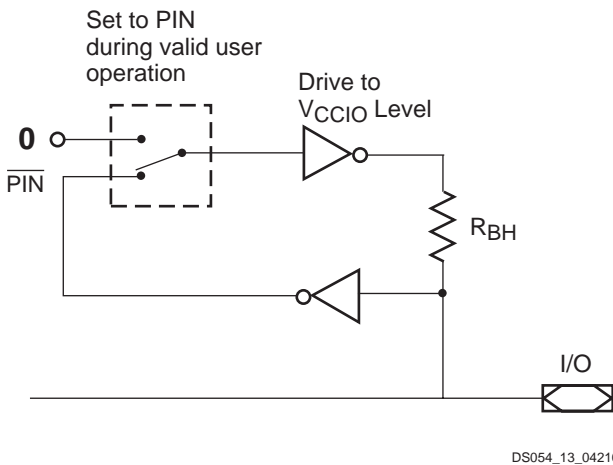 Set to PIN
during valid user
operation
Drive to
VCCIO Level
0
PIN
RBH
I/O